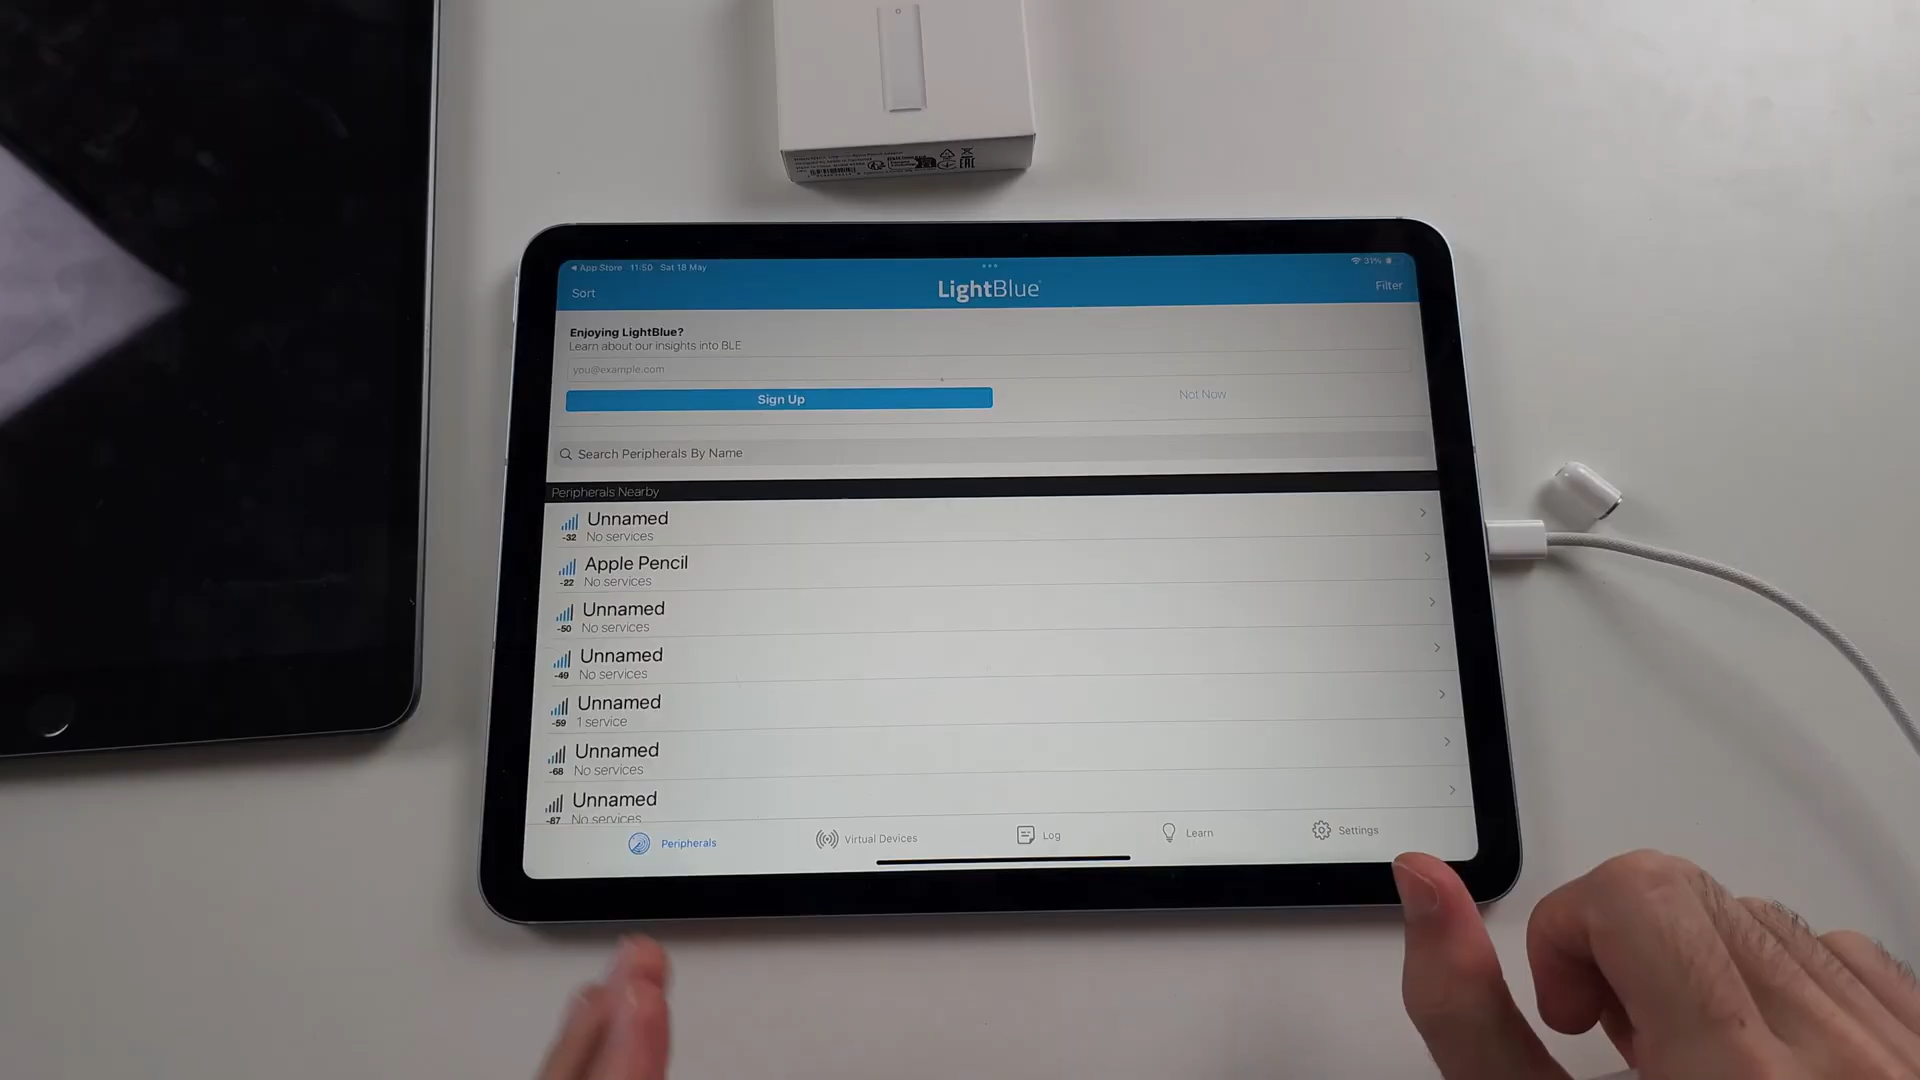 App Store 11:50 Sat 18 May
31%
Sort
LightBlue
Filter
Enjoying LightBlue?
Learn about our insights into BLE
you@example.com
Sign Up
Not Now
Search Peripherals By Name
Peripherals Nearby
Unnamed
-32 No services
Apple Pencil
-22 No services
Unnamed
-50 No services
Unnamed
-49 No services
Unnamed
-59 1 service
Unnamed
-68 No services
Unnamed
-87 No services
Peripherals
Virtual Devices
Log
Learn
Settings
EAC